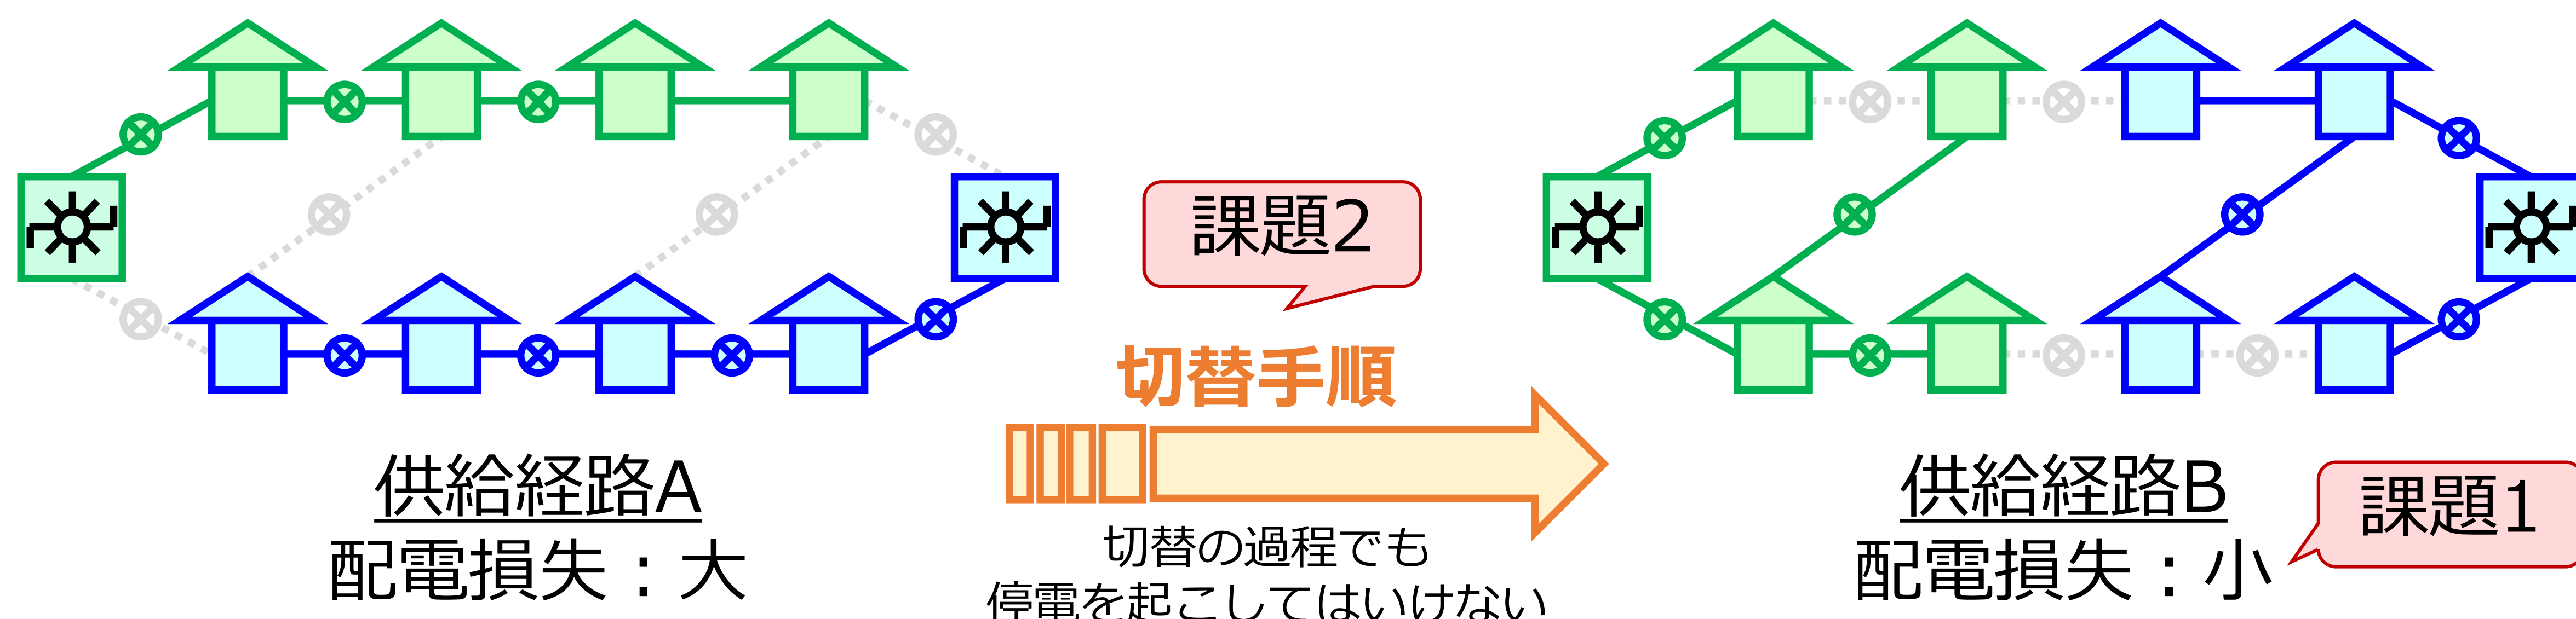 課題2
切替手順
切替の過程でも
停電を起こしてはいけない
供給経路A
配電損失：大
供給経路B
配電損失：小
課題1